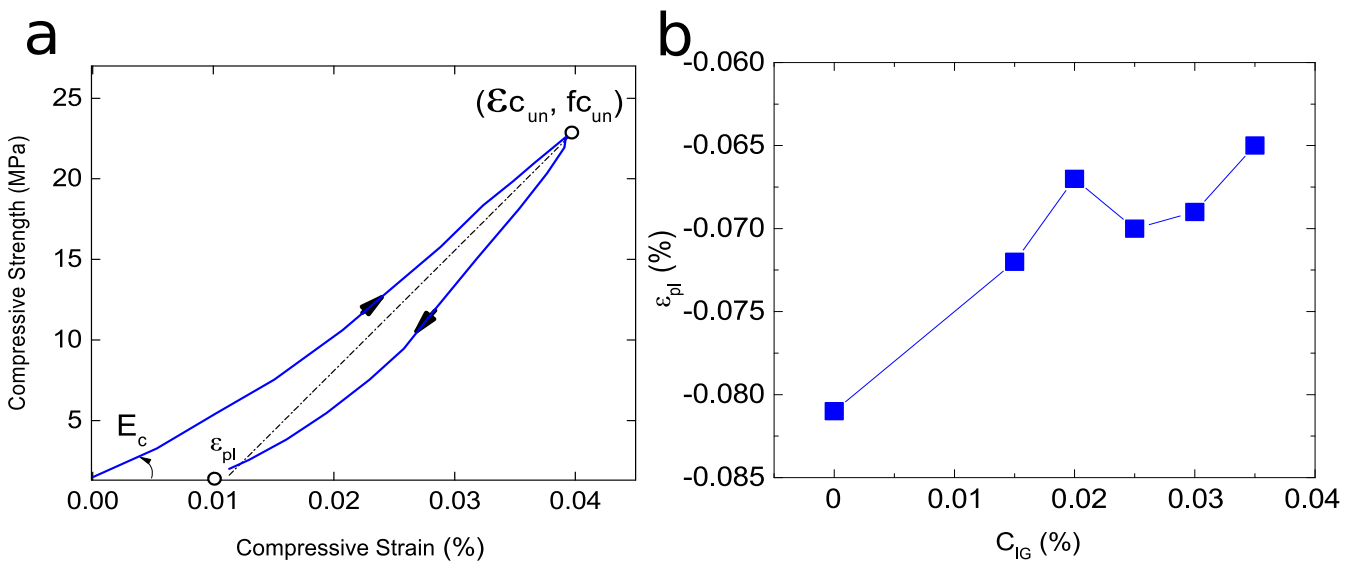 a
Compressive Strength (MPa)
25
20
15
10
5
(Ɛc_un, fc_un)
E_c
ε_pl
0.00 0.01 0.02 0.03 0.04
Compressive Strain (%)
b
ε_pl (%)
-0.060
-0.065
-0.070
-0.075
-0.080
-0.085
0 0.01 0.02 0.03 0.04
C_IG (%)